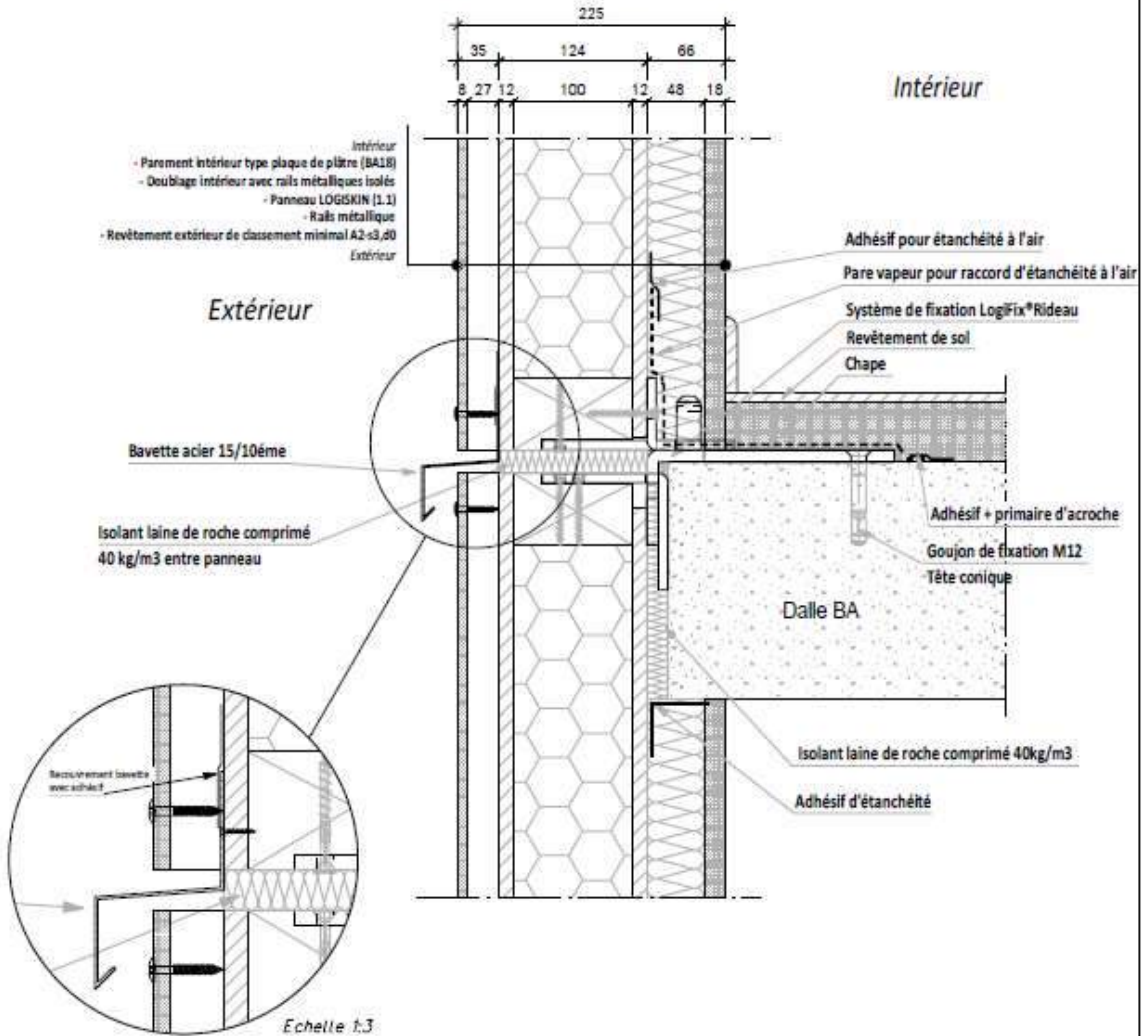 225
35 124 66
8 27 12 100 12 48 18
Intérieur
Intérieur
- Parement intérieur type plaque de plâtre (BA18)
- Doublage intérieur avec rails métalliques isolés
- Panneau LOGISKIN (1.1)
- Rails métallique
- Revêtement extérieur de classement minimal A2-s3,d0
Extérieur
Extérieur
Adhésif pour étanchéité à l'air
Pare vapeur pour raccord d'étanchéité à l'air
Système de fixation LogiFix®Rideau
Revêtement de sol
Chape
Bavette acier 15/10éme
Isolant laine de roche comprimé
40 kg/m3 entre panneau
Adhésif + primaire d'acroche
Goujon de fixation M12
Tête conique
Dalle BA
Isolant laine de roche comprimé 40kg/m3
Adhésif d'étanchéité
Recouvrement bavette
avec adhésif
Echelle 1:3